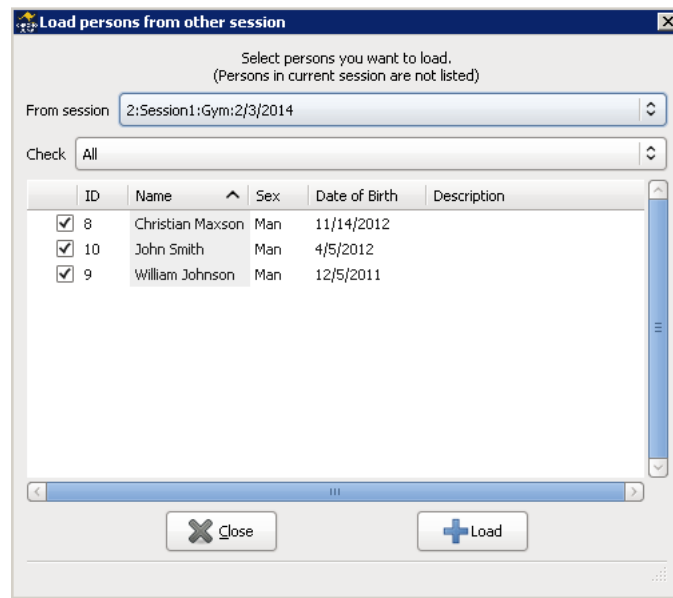 Load persons from other session
Select persons you want to load.
(Persons in current session are not listed)
From session 2:Session1:Gym:2/3/2014
Check All
ID Name Sex Date of Birth Description
8 Christian Maxson Man 11/14/2012
10 John Smith Man 4/5/2012
9 William Johnson Man 12/5/2011
Close Load